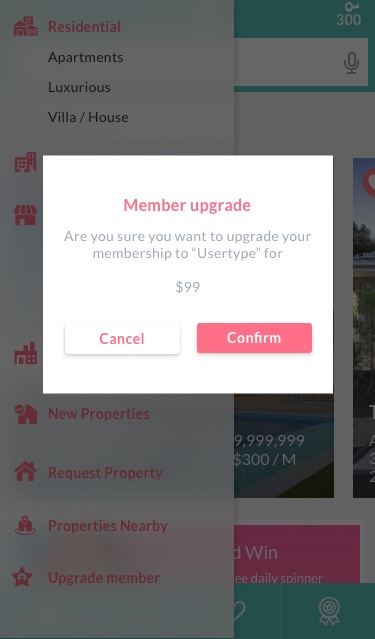 Residential
300
Apartments
Luxurious
Villa / House
Member upgrade
Are you sure you want to upgrade your
membership to “Usertype” for
$99
Cancel
Confirm
New Properties
9,999,999
$300 / M
Request Property
Properties Nearby
d Win
ee daily spinner
Upgrade member